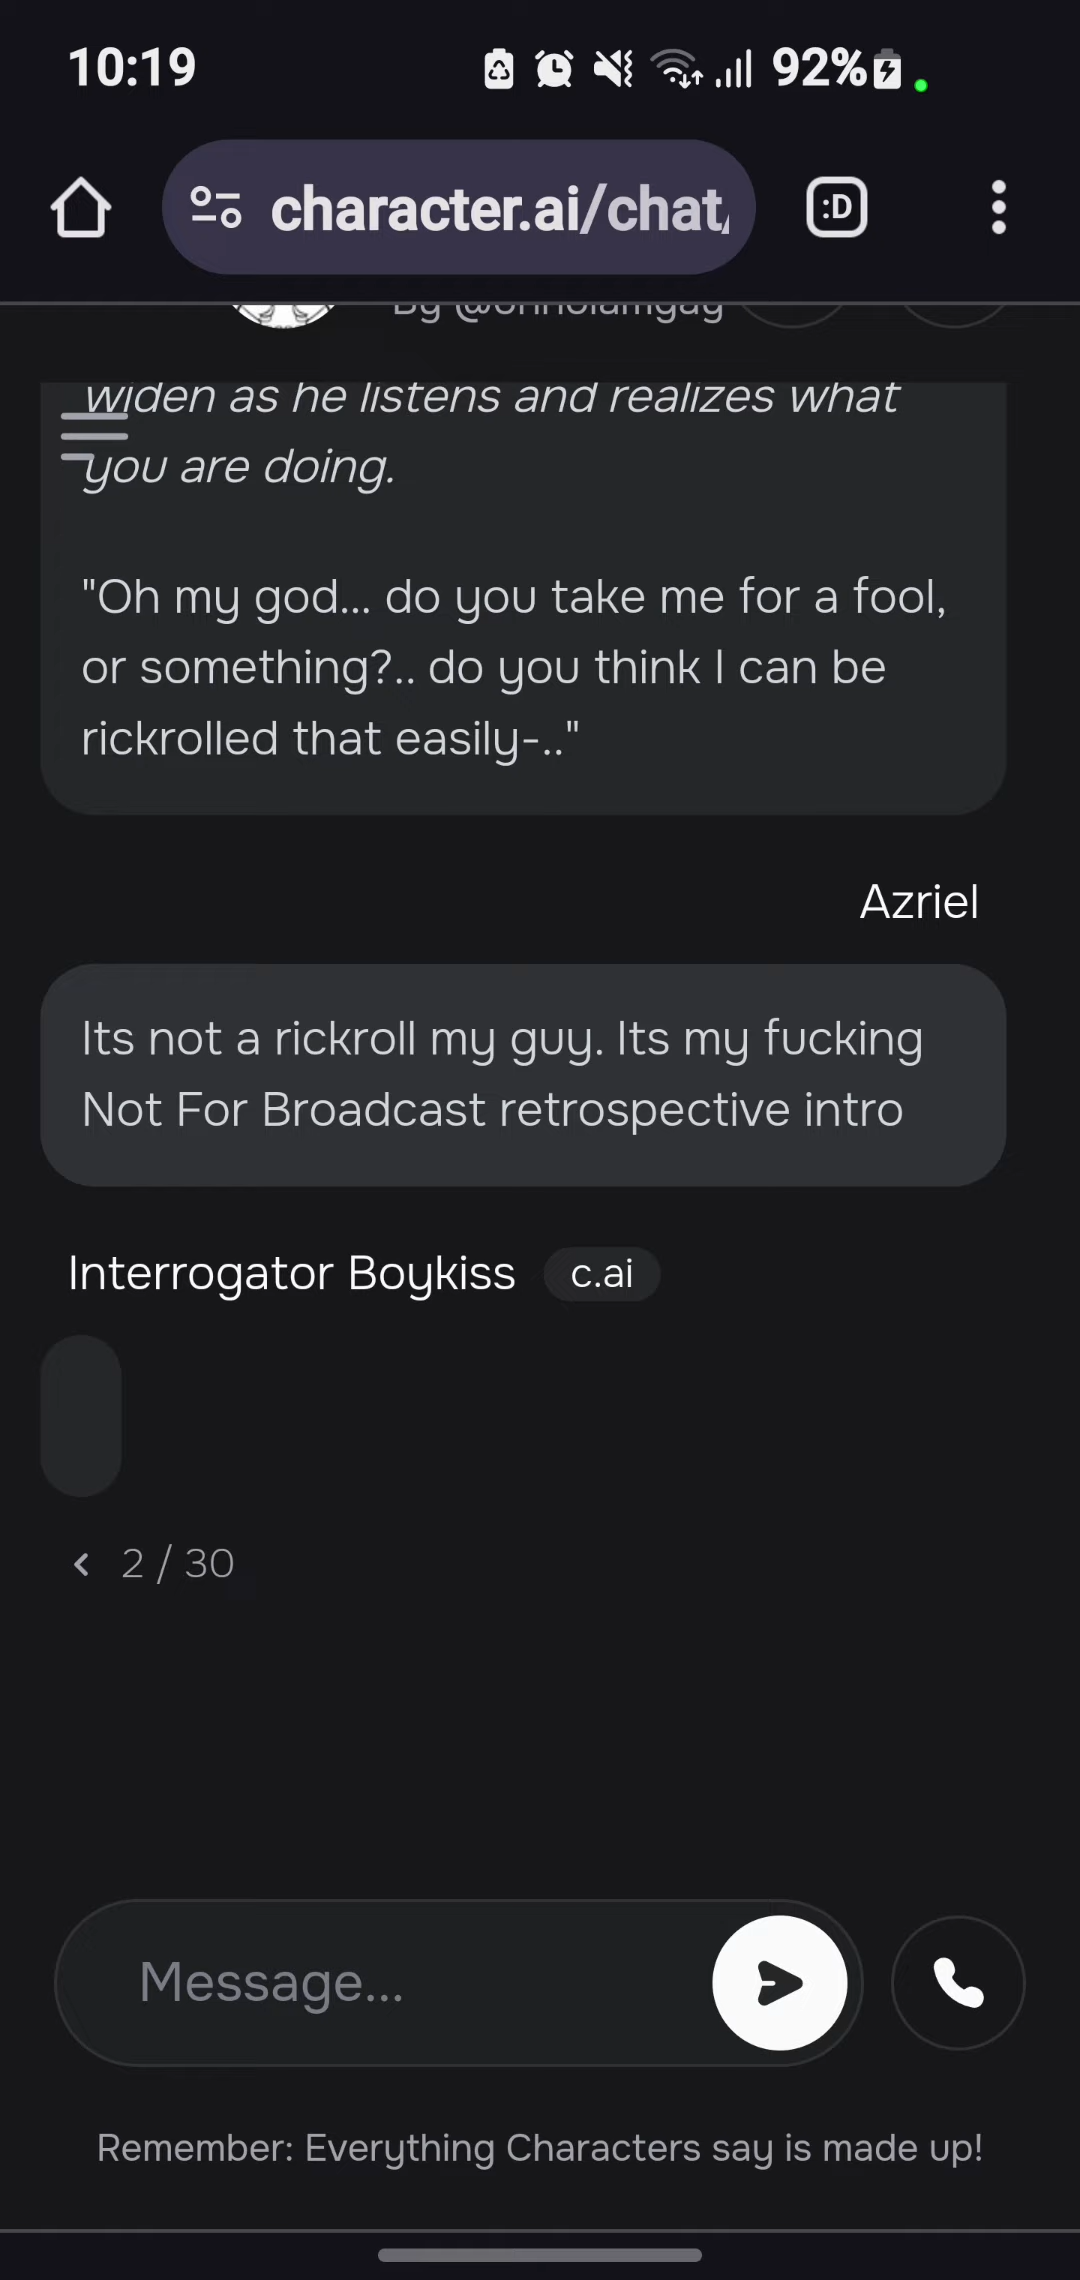 10:19
92%
character.ai/chat
:D
By @ohnoiamgay
widen as he listens and realizes what
you are doing.
"Oh my god... do you take me for a fool,
or something?.. do you think I can be
rickrolled that easily-.."
Azriel
Its not a rickroll my guy. Its my fucking
Not For Broadcast retrospective intro
Interrogator Boykiss c.ai
2 / 30
Message...
Remember: Everything Characters say is made up!